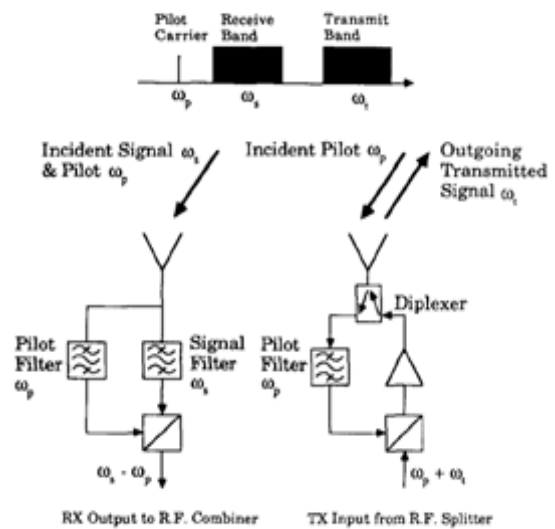 Pilot
Carrier
Receive
Band
Transmit
Band
ωp
ωs
ωt
Incident Signal ωs
& Pilot ωp
Incident Pilot ωp
Outgoing
Transmitted
Signal ωt
Diplexer
Pilot
Filter
ωp
Signal
Filter
ωs
Pilot
Filter
ωp
ωs - ωp
ωp + ωt
RX Output to R.F. Combiner
TX Input from R.F. Splitter